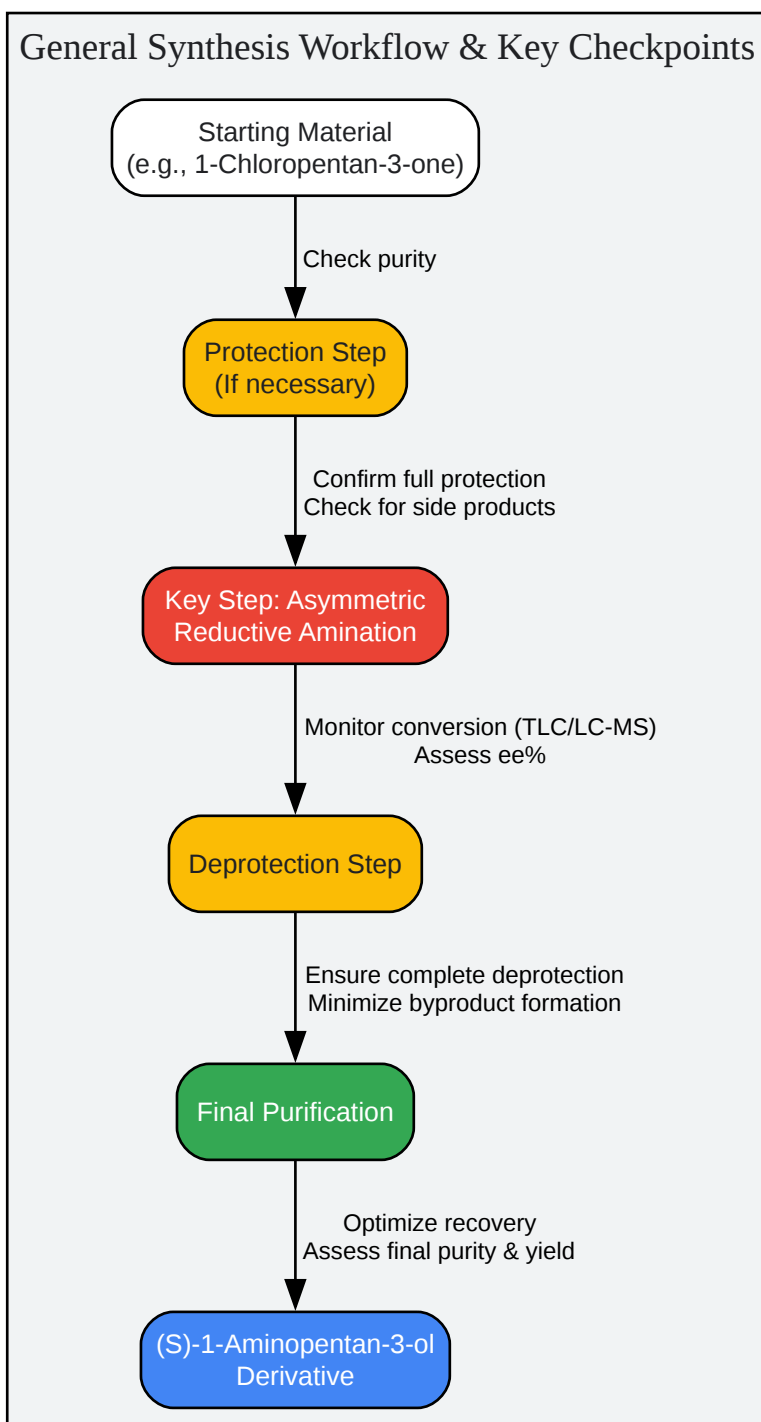 General Synthesis Workflow & Key Checkpoints
Starting Material
(e.g., 1-Chloropentan-3-one)
Check purity
Protection Step
(If necessary)
Confirm full protection
Check for side products
Key Step: Asymmetric
Reductive Amination
Monitor conversion (TLC/LC-MS)
Assess ee%
Deprotection Step
Ensure complete deprotection
Minimize byproduct formation
Final Purification
Optimize recovery
Assess final purity & yield
(S)-1-Aminopentan-3-ol
Derivative